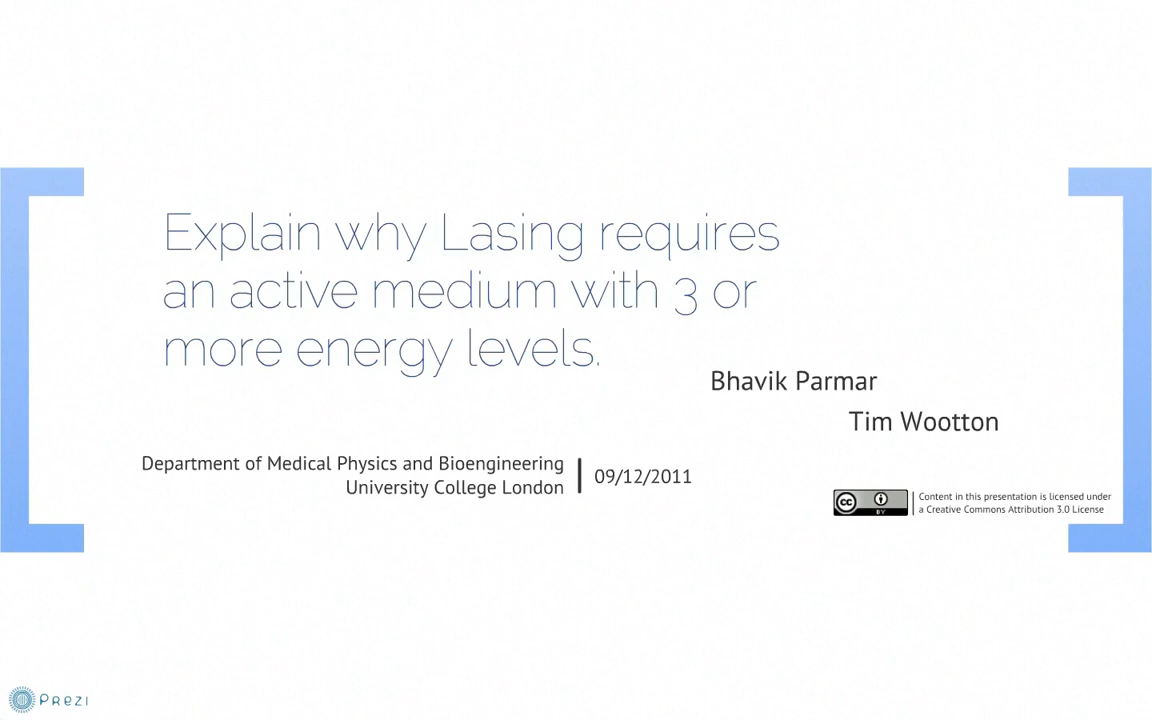 Explain why Lasing requires
an active medium with 3 or
more energy levels.
Bhavik Parmar
Tim Wootton
Department of Medical Physics and Bioengineering
University College London
09/12/2011
cc
BY
Content in this presentation is licensed under
a Creative Commons Attribution 3.0 License
Prezi